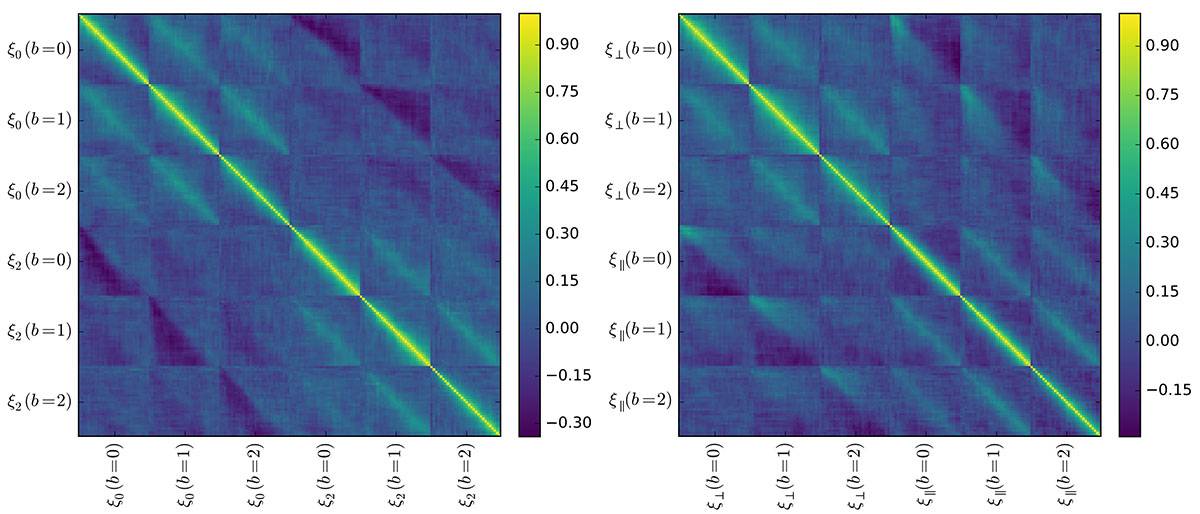 ξ₀(b=0)
ξ₀(b=1)
ξ₀(b=2)
ξ₂(b=0)
ξ₂(b=1)
ξ₂(b=2)
ξ₀(b=0)
ξ₀(b=1)
ξ₀(b=2)
ξ₂(b=0)
ξ₂(b=1)
ξ₂(b=2)
0.90
0.75
0.60
0.45
0.30
0.15
0.00
−0.15
−0.30
ξ⊥(b=0)
ξ⊥(b=1)
ξ⊥(b=2)
ξ∥(b=0)
ξ∥(b=1)
ξ∥(b=2)
ξ⊥(b=0)
ξ⊥(b=1)
ξ⊥(b=2)
ξ∥(b=0)
ξ∥(b=1)
ξ∥(b=2)
0.90
0.75
0.60
0.45
0.30
0.15
0.00
−0.15